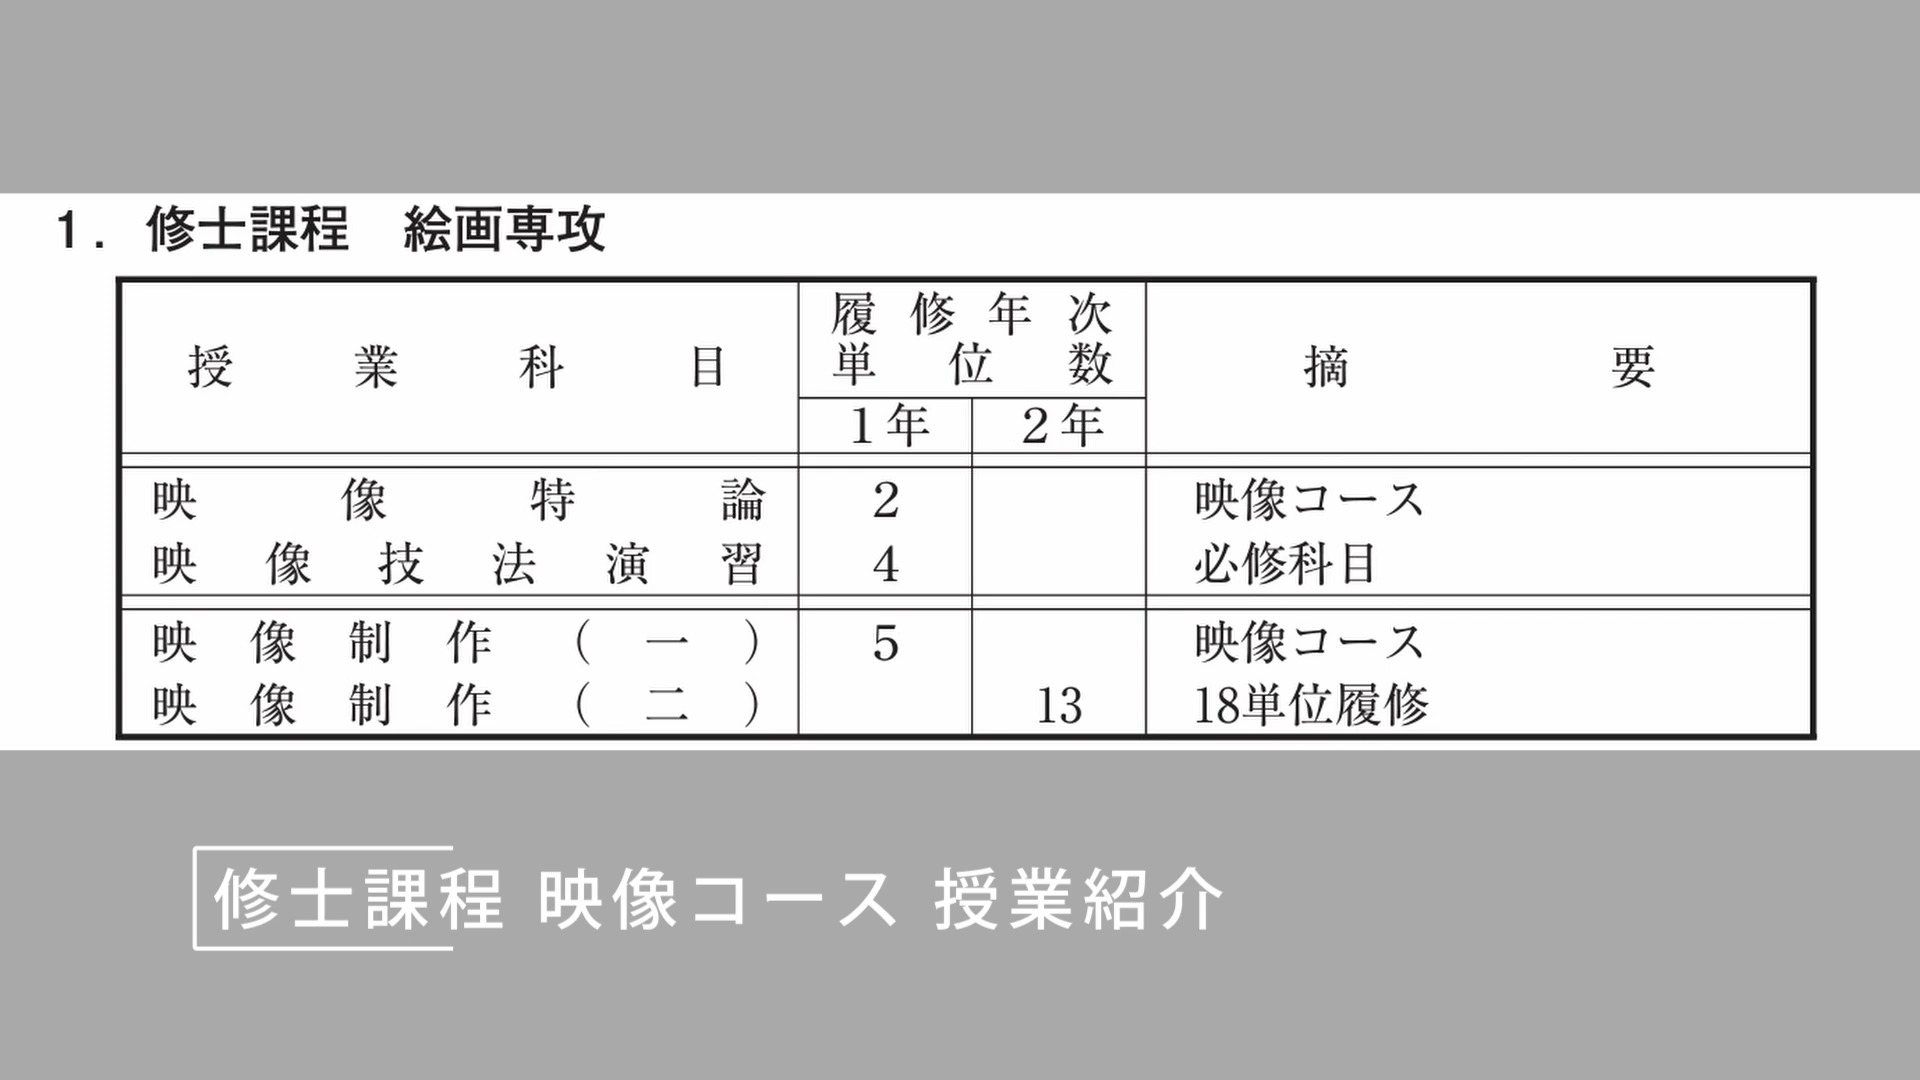 1． 修士課程　絵画専攻
授業科目 履修年次単位数 摘要
1年 2年
映像特論 2 映像コース
映像技法演習 4 必修科目
映像制作（一） 5 映像コース
映像制作（二） 13 18単位履修
修士課程 映像コース 授業紹介